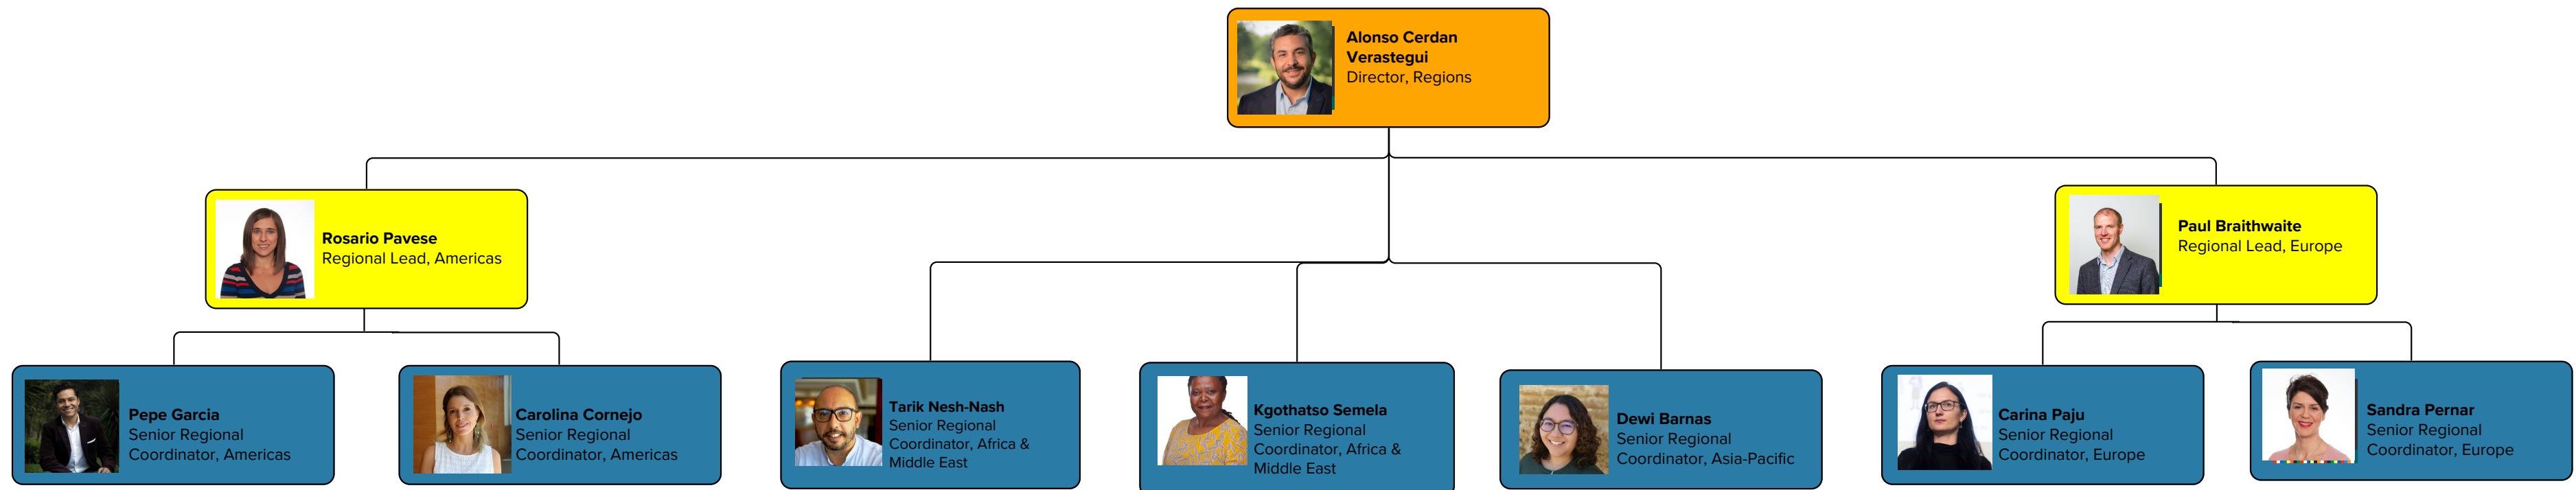 Alonso Cerdan
Verastegui
Director, Regions
Rosario Pavese
Regional Lead, Americas
Paul Braithwaite
Regional Lead, Europe
Pepe Garcia
Senior Regional
Coordinator, Americas
Carolina Cornejo
Senior Regional
Coordinator, Americas
Tarik Nesh-Nash
Senior Regional
Coordinator, Africa &
Middle East
Kgothatso Semela
Senior Regional
Coordinator, Africa &
Middle East
Dewi Barnas
Senior Regional
Coordinator, Asia-Pacific
Carina Paju
Senior Regional
Coordinator, Europe
Sandra Pernar
Senior Regional
Coordinator, Europe